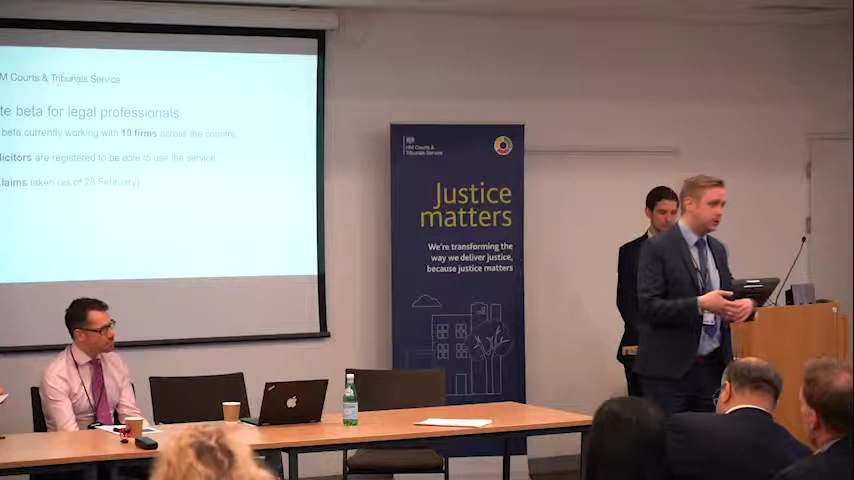 M Courts & Tribunals Service
te beta for legal professionals
beta currently working with 10 firms across the country
licitors are registered to be able to use the service
laims taken (as of 28 February)
HM Courts &
Tribunals Service
Justice
matters
We're transforming the
way we deliver justice,
because justice matters